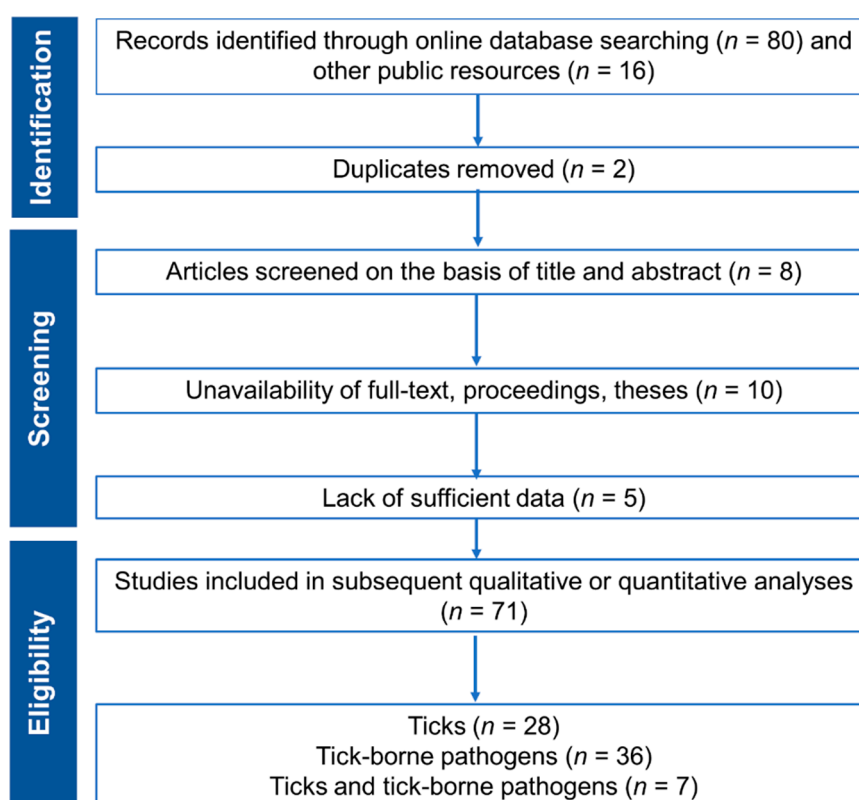 Identification
Records identified through online database searching (n = 80) and
other public resources (n = 16)
Duplicates removed (n = 2)
Screening
Articles screened on the basis of title and abstract (n = 8)
Unavailability of full-text, proceedings, theses (n = 10)
Lack of sufficient data (n = 5)
Eligibility
Studies included in subsequent qualitative or quantitative analyses
(n = 71)
Ticks (n = 28)
Tick-borne pathogens (n = 36)
Ticks and tick-borne pathogens (n = 7)